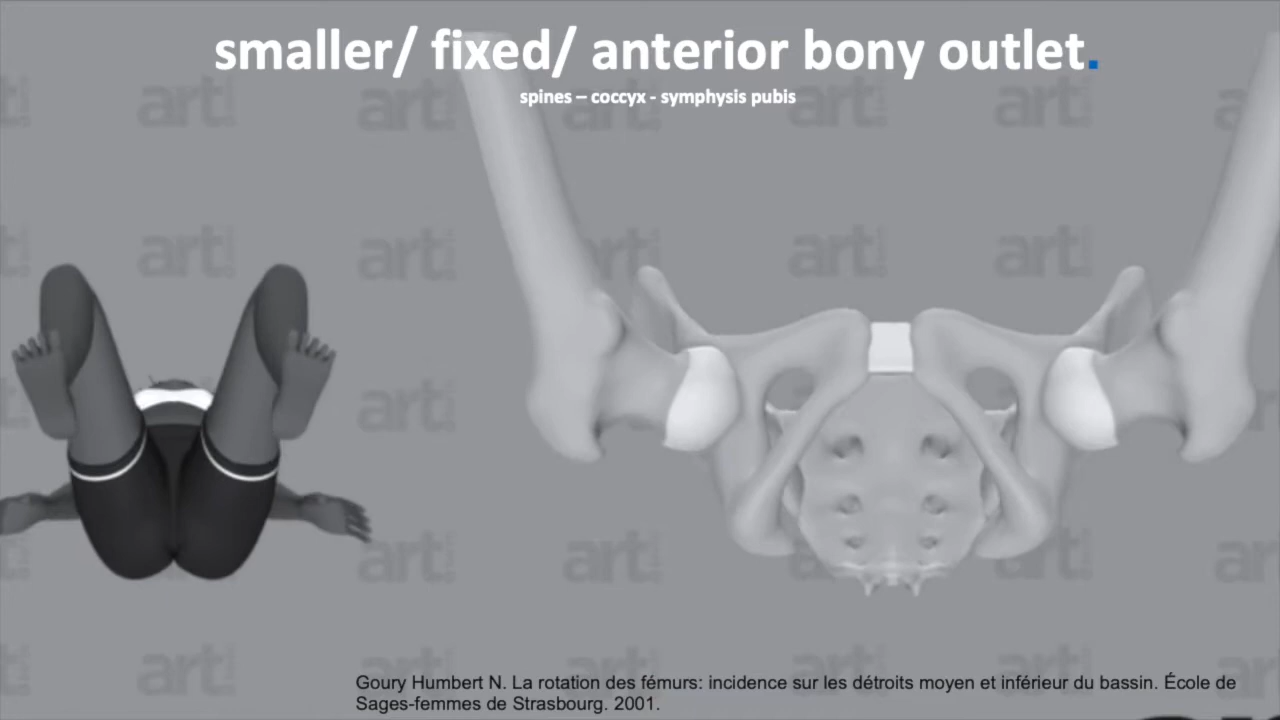 smaller/ fixed/ anterior bony outlet.
spines – coccyx - symphysis pubis
Goury Humbert N. La rotation des fémurs: incidence sur les détroits moyen et inférieur du bassin. École de
Sages-femmes de Strasbourg. 2001.